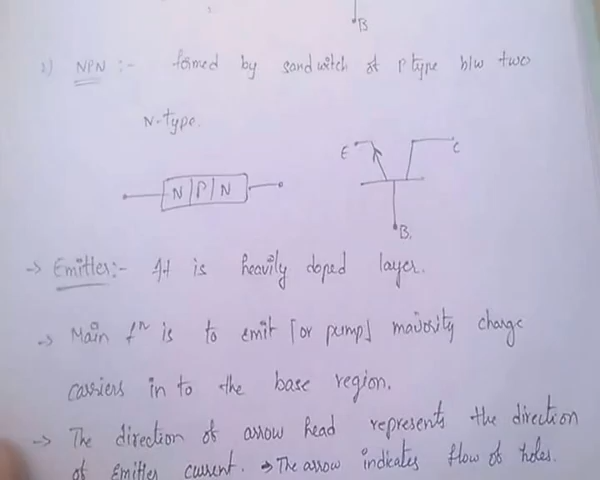 B
2) NPN :- formed by sandwitch of P type b/w two
N-type.
N|P|N
E C
B.
-> Emitter:- It is heavily doped layer.
-> Main fn is to emit [or pump] majority charge
carriers in to the base region.
-> The direction of arrow head represents the direction
of Emitter current. -> The arrow indicates flow of holes.